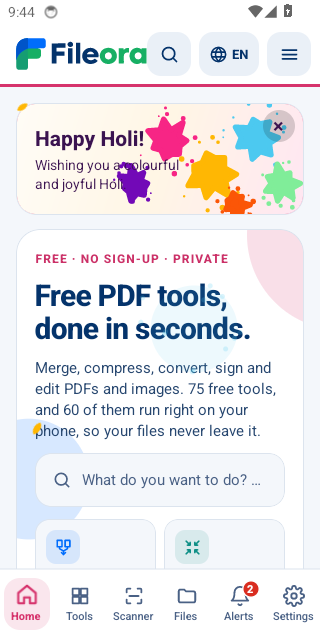 9:44
Fileora
EN
Happy Holi!
Wishing you a colourful
and joyful Holi
FREE · NO SIGN-UP · PRIVATE
Free PDF tools,
done in seconds.
Merge, compress, convert, sign and
edit PDFs and images. 75 free tools,
and 60 of them run right on your
phone, so your files never leave it.
What do you want to do? ...
2
Home
Tools
Scanner
Files
Alerts
Settings